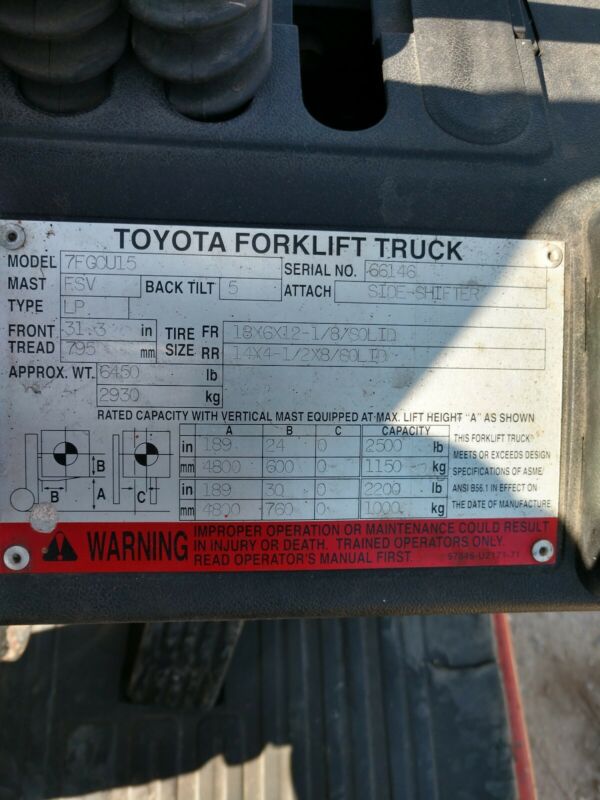 TOYOTA FORKLIFT TRUCK
MODEL 7FGCU15 SERIAL NO. 66146
MAST FSV BACK TILT 5 ATTACH SIDE-SHIFTER
TYPE LP
FRONT TREAD 31.3 in 795 mm
TIRE SIZE FR 18X6X12-1/8/SOLID
RR 14X4-1/2X8/SOLID
APPROX. WT. 6450 lb
2930 kg
RATED CAPACITY WITH VERTICAL MAST EQUIPPED AT MAX. LIFT HEIGHT "A" AS SHOWN
A B C CAPACITY
in 189 24 0 2500 lb
mm 4800 600 0 1150 kg
in 189 30 0 2200 lb
mm 4800 760 0 1000 kg
B B A C
THIS FORKLIFT TRUCK
MEETS OR EXCEEDS DESIGN
SPECIFICATIONS OF ASME/
ANSI B56.1 IN EFFECT ON
THE DATE OF MANUFACTURE
WARNING
IMPROPER OPERATION OR MAINTENANCE COULD RESULT
IN INJURY OR DEATH. TRAINED OPERATORS ONLY.
READ OPERATOR'S MANUAL FIRST.